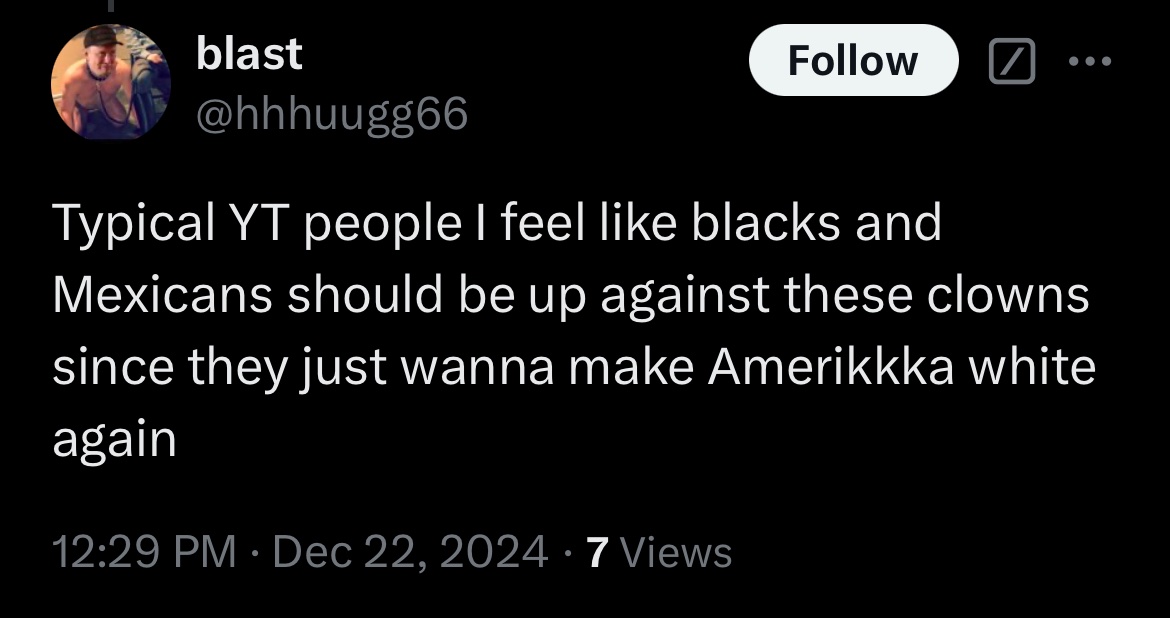 blast
Follow
@hhhuugg66
Typical YT people I feel like blacks and
Mexicans should be up against these clowns
since they just wanna make Amerikkka white
again
12:29 PM · Dec 22, 2024 · 7 Views